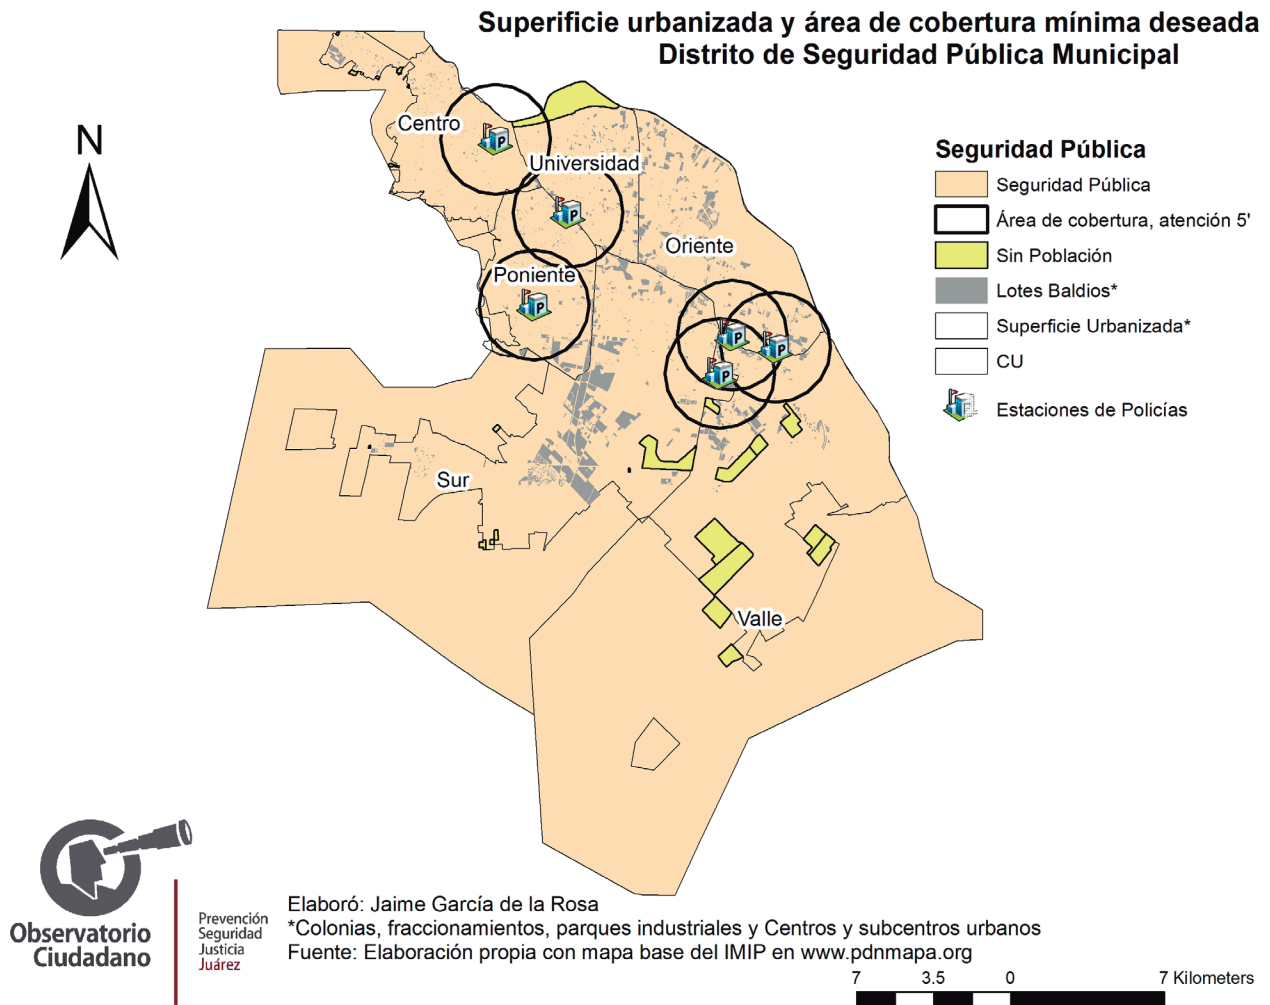 Superificie urbanizada y área de cobertura mínima deseada
Distrito de Seguridad Pública Municipal
N
Centro
Universidad
Oriente
Poniente
Sur
Valle
P
P
P
P
P
P
Seguridad Pública
Seguridad Pública
Área de cobertura, atención 5'
Sin Población
Lotes Baldios*
Superficie Urbanizada*
CU
Estaciones de Policías
Observatorio
Ciudadano
Prevención
Seguridad
Justicia
Juárez
Elaboró: Jaime García de la Rosa
*Colonias, fraccionamientos, parques industriales y Centros y subcentros urbanos
Fuente: Elaboración propia con mapa base del IMIP en www.pdnmapa.org
7 3.5 0 7 Kilometers